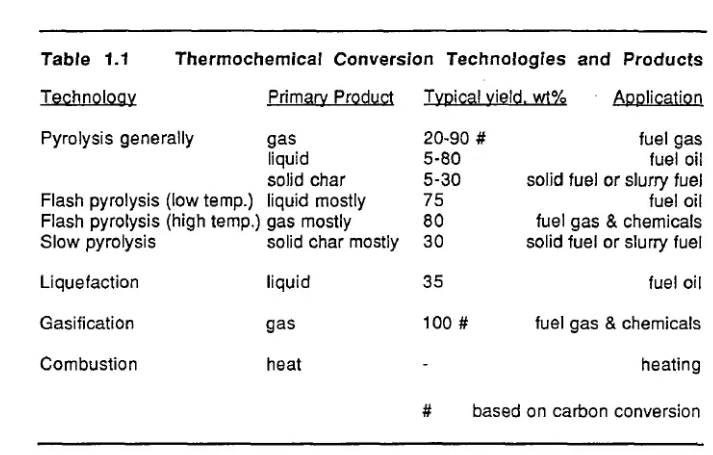 Table 1.1 Thermochemical Conversion Technologies and Products
Technology Primary Product Typical yield, wt% Application
Pyrolysis generally gas 20-90 # fuel gas
liquid 5-80 fuel oil
solid char 5-30 solid fuel or slurry fuel
Flash pyrolysis (low temp.) liquid mostly 75 fuel oil
Flash pyrolysis (high temp.) gas mostly 80 fuel gas & chemicals
Slow pyrolysis solid char mostly 30 solid fuel or slurry fuel
Liquefaction liquid 35 fuel oil
Gasification gas 100 # fuel gas & chemicals
Combustion heat - heating
# based on carbon conversion